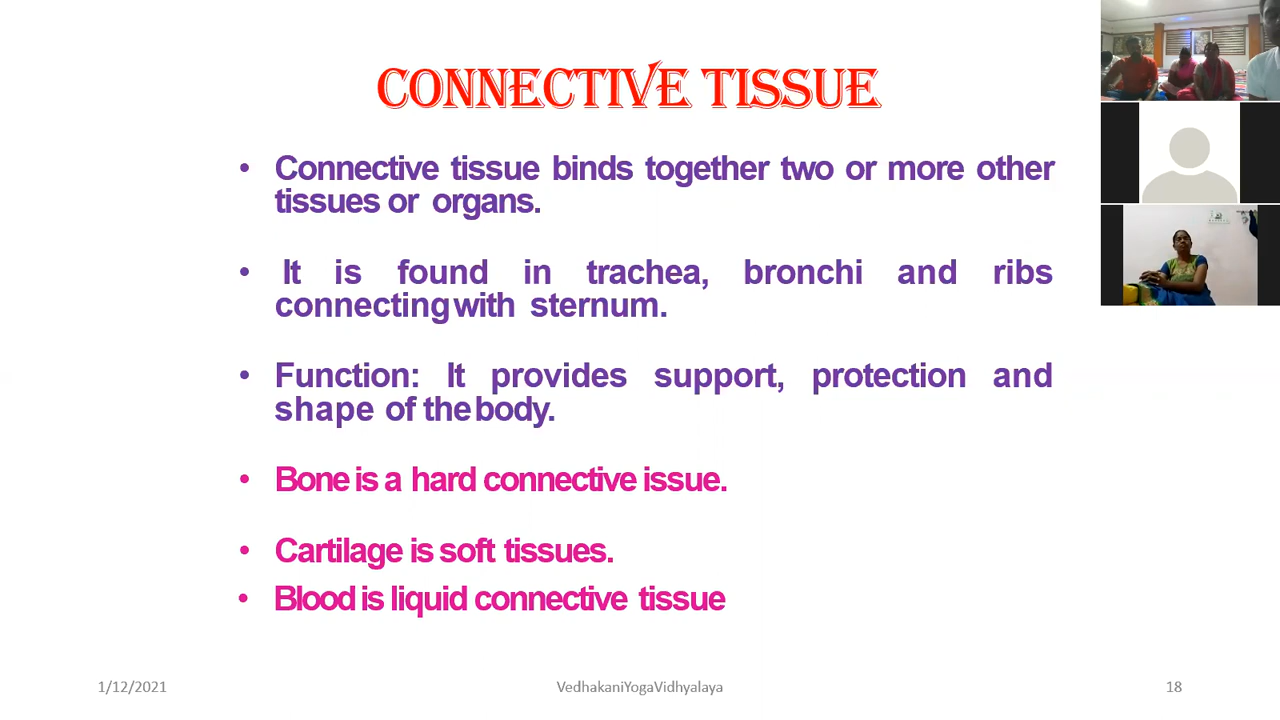 CONNECTIVE TISSUE
• Connective tissue binds together two or more other
tissues or organs.
• It is found in trachea, bronchi and ribs
connecting with sternum.
• Function: It provides support, protection and
shape of the body.
• Bone is a hard connective issue.
• Cartilage is soft tissues.
• Blood is liquid connective tissue
1/12/2021
VedhakaniYogaVidhyalaya
18